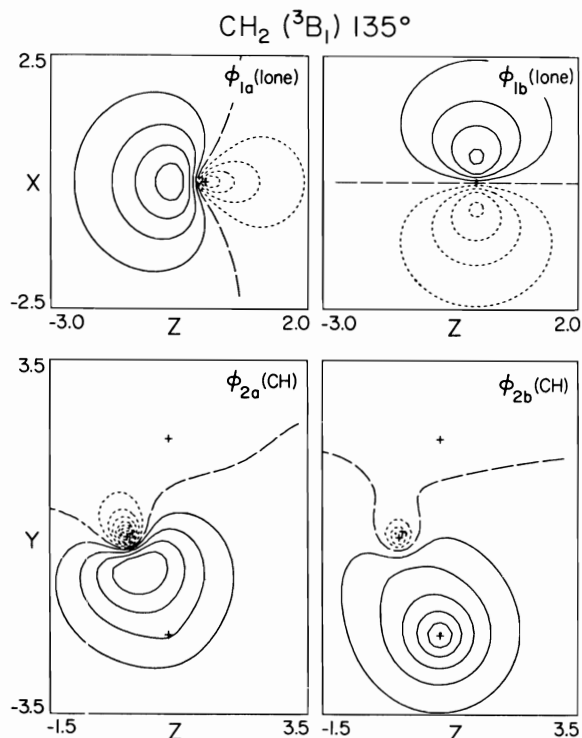 CH₂ (³B₁) 135°
2.5
X
-2.5
ϕ₁ₐ(lone)
-3.0 Z 2.0
ϕ₁b(lone)
-3.0 Z 2.0
3.5
Y
-3.5
ϕ₂ₐ(CH)
-1.5 Z 3.5
ϕ₂b(CH)
-1.5 Z 3.5